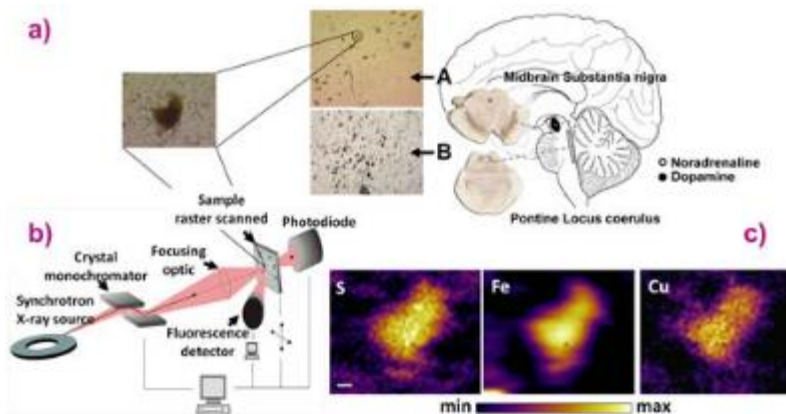 a)
A
B
Midbrain Substantia nigra
Noradrenaline
Dopamine
Pontine Locus coerulus
b)
Sample
raster scanned
Photodiode
Focusing
optic
Crystal
monochromator
Synchrotron
X-ray source
Fluorescence
detector
c)
S
Fe
Cu
min
max